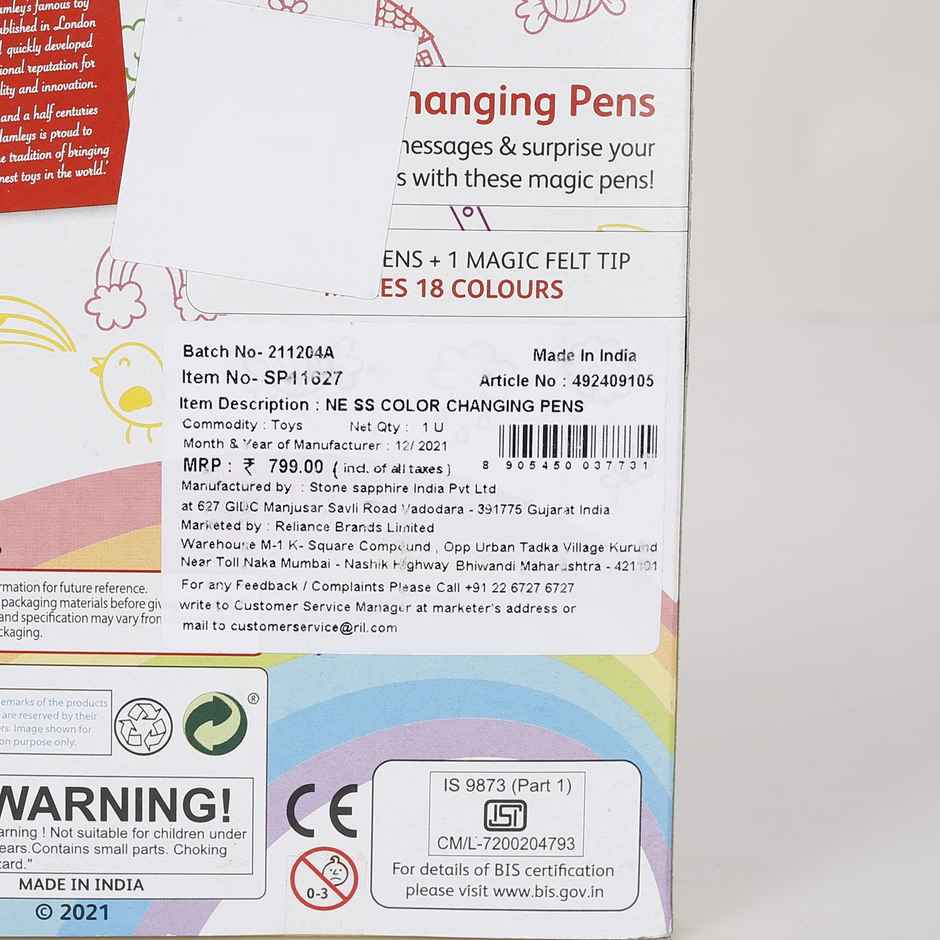 amley's famous toy
ablished in London
quickly developed
ional reputation for
lity and innovation.
and a half centuries
Hamleys is proud to
e tradition of bringing
nest toys in the world.'
hanging Pens
nessages & surprise your
s with these magic pens!
ENS + 1 MAGIC FELT TIP
ES 18 COLOURS
Batch No- 211204A
Made In India
Item No- SP11627
Article No : 492409105
Item Description : NE SS COLOR CHANGING PENS
Commodity : Toys Net Qty : 1 U
Month & Year of Manufacturer : 12/ 2021
MRP : ₹ 799.00 ( incl. of all taxes )
8 905450 037731
Manufactured by : Stone sapphire India Pvt Ltd
at 627 GIDC Manjusar Savli Road Vadodara - 391775 Gujarat India
Marketed by : Reliance Brands Limited
Warehouse M-1 K- Square Compound , Opp Urban Tadka Village Kurund
Near Toll Naka Mumbai - Nashik Highway Bhiwandi Maharashtra - 421101
For any Feedback / Complaints Please Call +91 22 6727 6727
write to Customer Service Manager at marketer's address or
mail to customerservice@ril.com
rmation for future reference.
packaging materials before giv
and specification may vary from
ckaging.
demarks of the products
are reserved by their
ers. Image shown for
on purpose only.
®
WARNING!
arning ! Not suitable for children under
ears.Contains small parts. Choking
zard."
MADE IN INDIA
© 2021
CE
0-3
IS 9873 (Part 1)
ISI
CM/L-7200204793
For details of BIS certification
please visit www.bis.gov.in